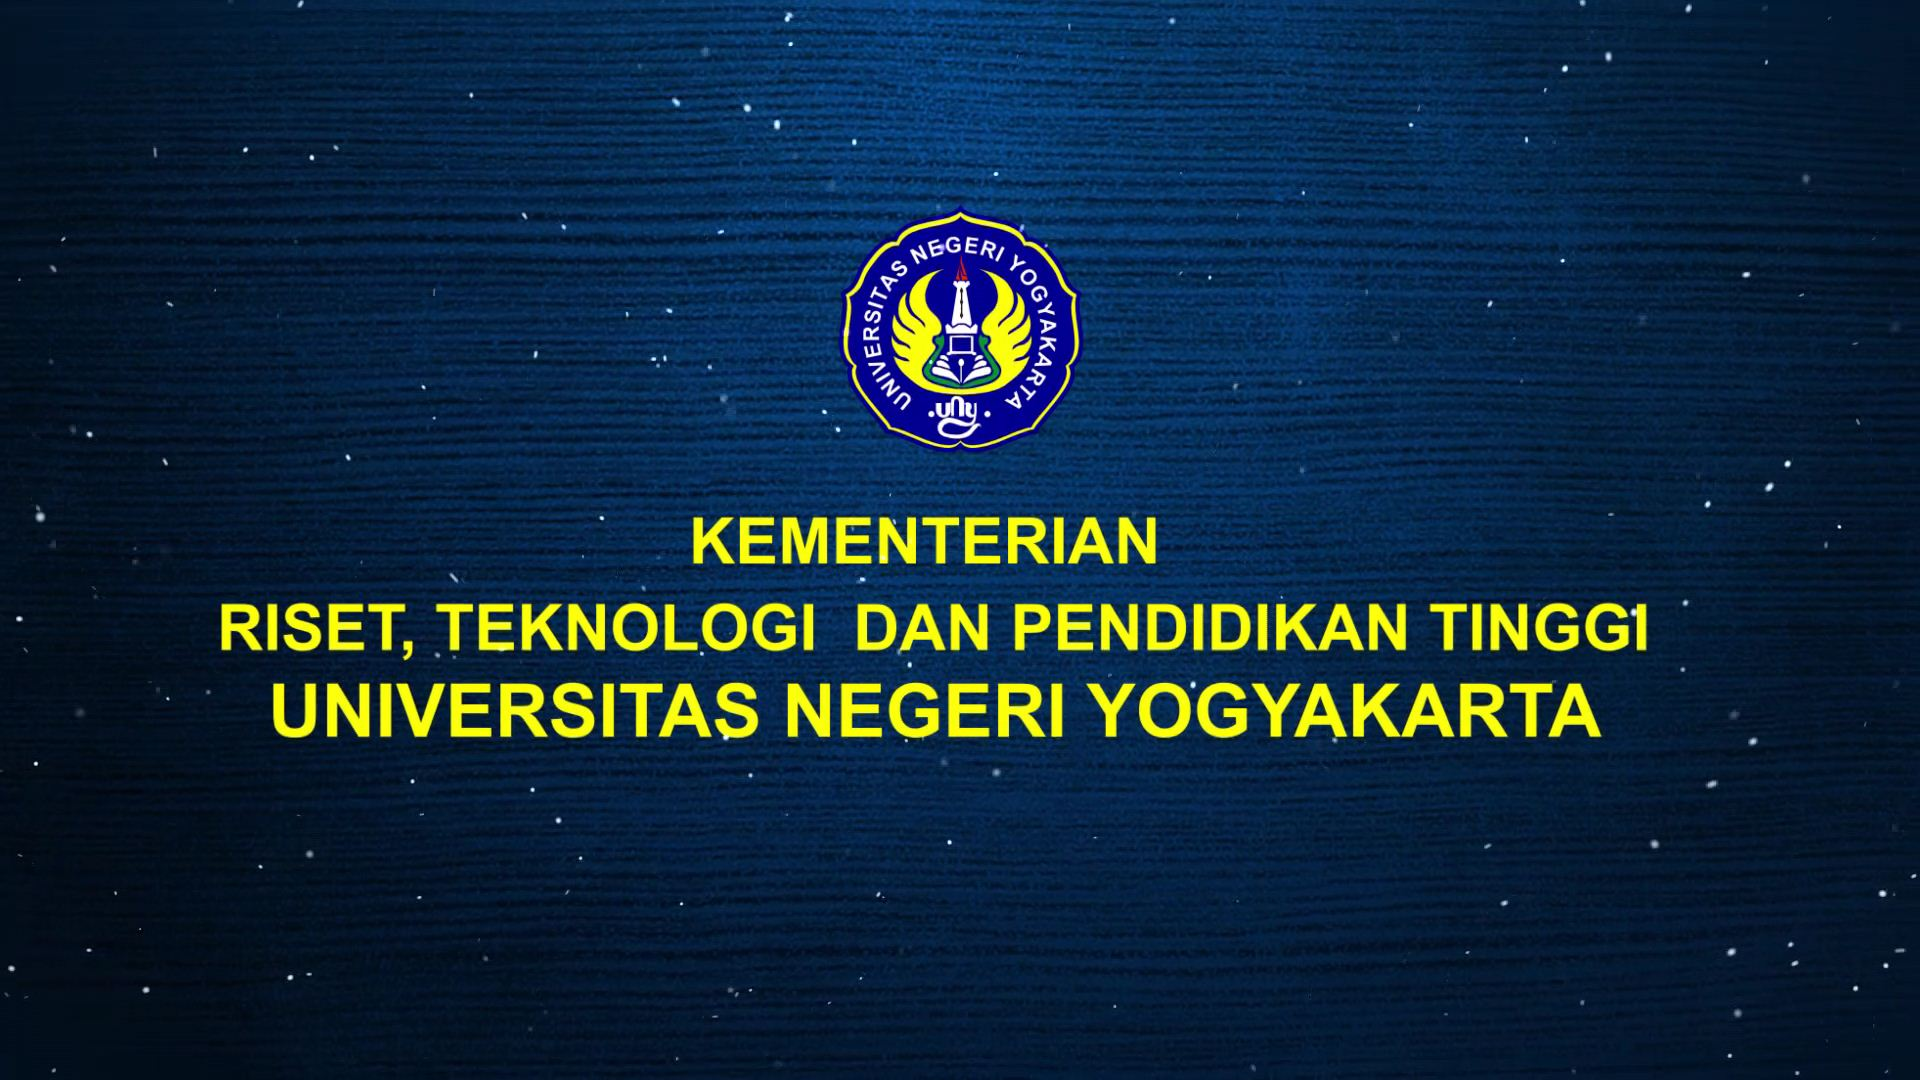 UNIVERSITAS NEGERI YOGYAKARTA
uny
KEMENTERIAN
RISET, TEKNOLOGI DAN PENDIDIKAN TINGGI
UNIVERSITAS NEGERI YOGYAKARTA